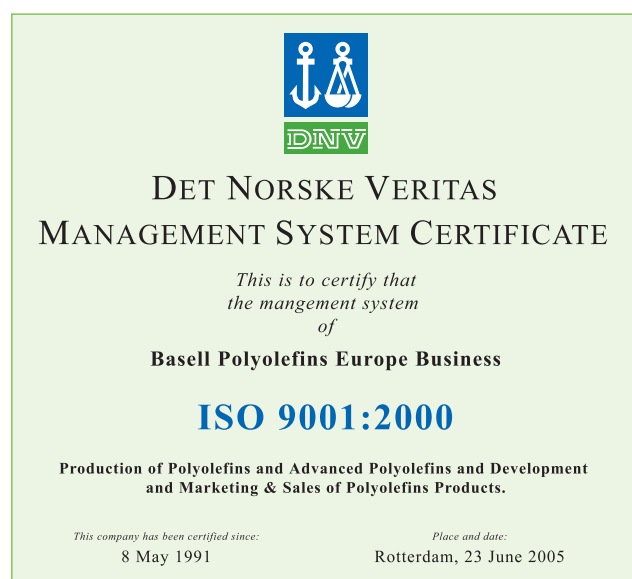 DNV
DET NORSKE VERITAS
MANAGEMENT SYSTEM CERTIFICATE
This is to certify that
the mangement system
of
Basell Polyolefins Europe Business
ISO 9001:2000
Production of Polyolefins and Advanced Polyolefins and Development
and Marketing & Sales of Polyolefins Products.
This company has been certified since:
8 May 1991
Place and date:
Rotterdam, 23 June 2005